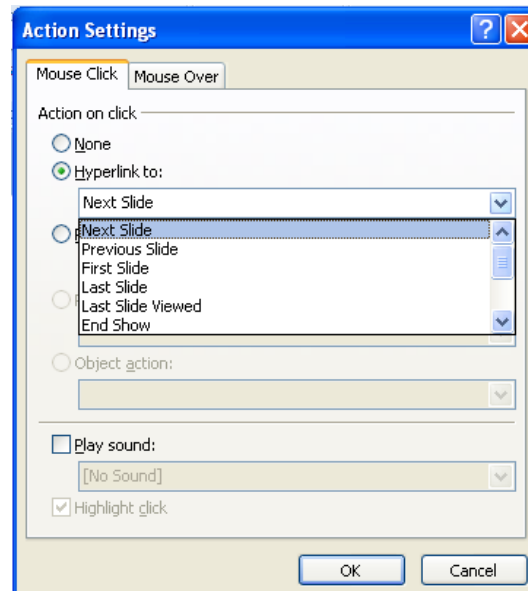 Action Settings
Mouse Click Mouse Over
Action on click
None
Hyperlink to:
Next Slide
Next Slide
Previous Slide
First Slide
Last Slide
Last Slide Viewed
End Show
Object action:
Play sound:
[No Sound]
Highlight click
OK Cancel